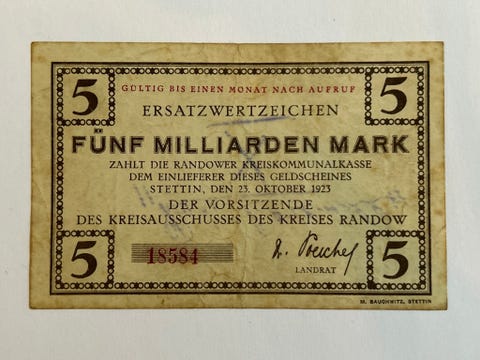 5 GÜLTIG BIS EINEN MONAT NACH AUFRUF 5
ERSATZWERTZEICHEN
FÜNF MILLIARDEN MARK
ZAHLT DIE RANDOWER KREISKOMMUNALKASSE
DEM EINLIEFERER DIESES GELDSCHEINES
STETTIN, DEN 23. OKTOBER 1923
DER VORSITZENDE
DES KREISAUSSCHUSSES DES KREISES RANDOW
5 18584 5
LANDRAT
M. BAUCHWITZ, STETTIN